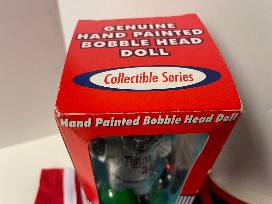 GENUINE
HAND PAINTED
BOBBLE HEAD
DOLL
Collectible Series
Hand Painted Bobble Head Doll